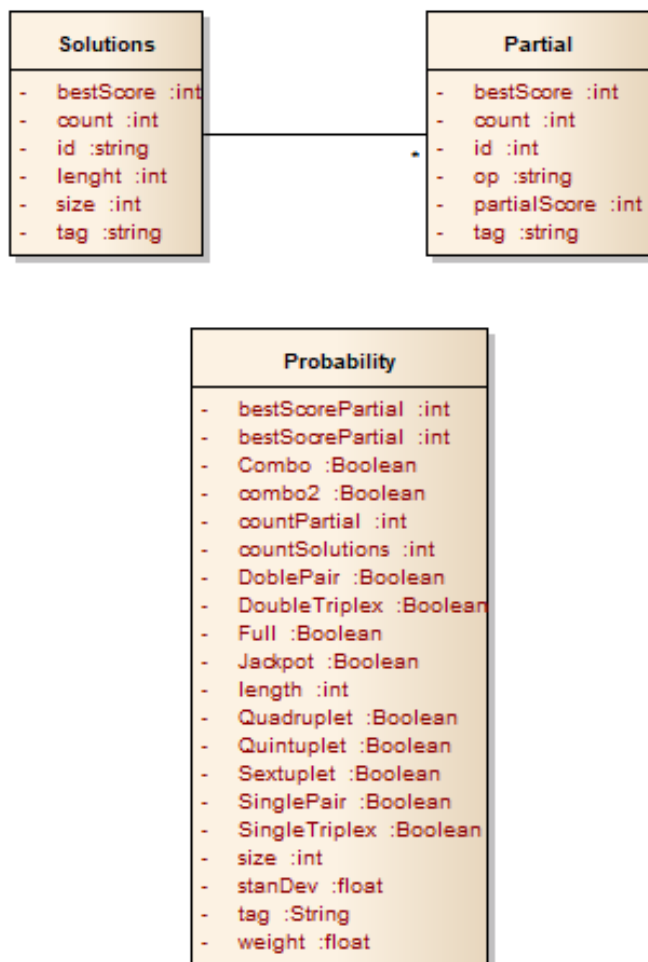 Solutions
- bestScore :int
- count :int
- id :string
- lenght :int
- size :int
- tag :string
*
Partial
- bestScore :int
- count :int
- id :int
- op :string
- partialScore :int
- tag :string
Probability
- bestScorePartial :int
- bestSocrePartial :int
- Combo :Boolean
- combo2 :Boolean
- countPartial :int
- countSolutions :int
- DoblePair :Boolean
- DoubleTriplex :Boolean
- Full :Boolean
- Jackpot :Boolean
- length :int
- Quadruplet :Boolean
- Quintuplet :Boolean
- Sextuplet :Boolean
- SinglePair :Boolean
- SingleTriplex :Boolean
- size :int
- stanDev :float
- tag :String
- weight :float